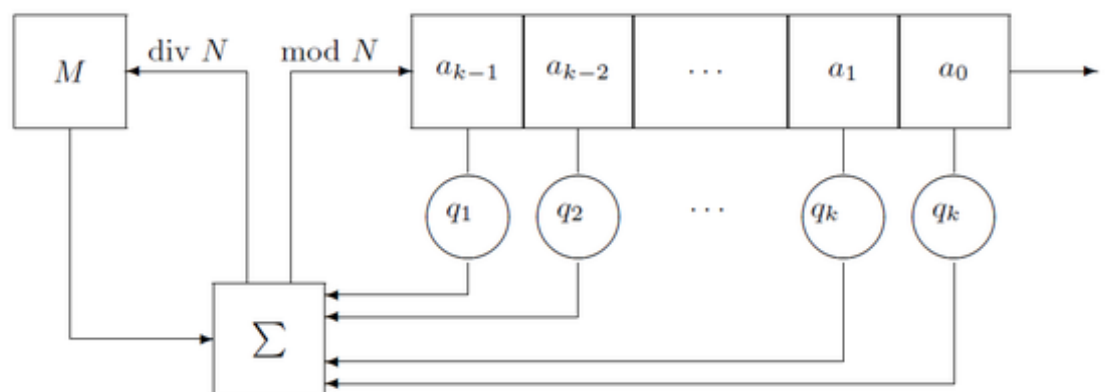 M div N mod N a_{k−1} a_{k−2} ⋯ a_1 a_0
q_1 q_2 ⋯ q_k q_k
∑